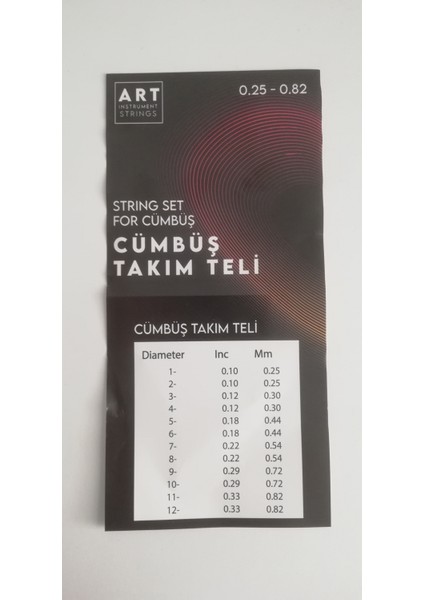 ART
INSTRUMENT
STRINGS
0.25 - 0.82
STRING SET
FOR CÜMBÜŞ
CÜMBÜŞ
TAKIM TELİ
CÜMBÜŞ TAKIM TELİ
Diameter Inc Mm
1- 0.10 0.25
2- 0.10 0.25
3- 0.12 0.30
4- 0.12 0.30
5- 0.18 0.44
6- 0.18 0.44
7- 0.22 0.54
8- 0.22 0.54
9- 0.29 0.72
10- 0.29 0.72
11- 0.33 0.82
12- 0.33 0.82